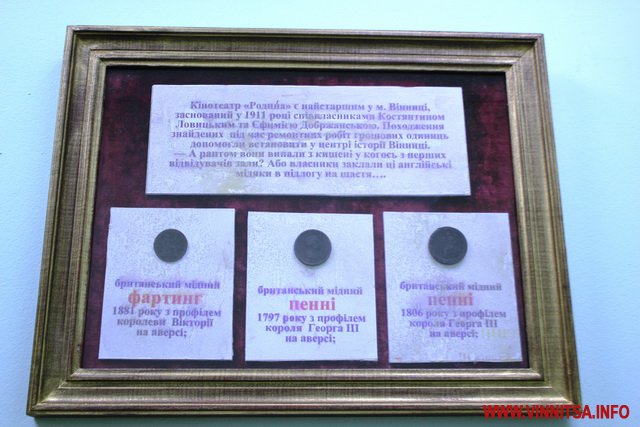 Кінотеатр «Родина» є найстаршим у м. Вінниці,
заснований у 1911 році співвласниками Костянтином
Ловицьким та Єфимією Добржанською. Походження
знайдених під час ремонтних робіт грошових одиниць
допомогли встановити у центрі історії Вінниці.
— А раптом вони випали з кишені у когось з перших
відвідувачів зали? Або власники заклали ці англійські
мідяки в підлогу на щастя….
британський мідний
фартинг
1881 року з профілем
королеви Вікторії
на аверсі;
британський мідний
пенні
1797 року з профілем
короля Георга ІІІ
на аверсі;
британський мідний
пенні
1806 року з профілем
короля Георга ІІІ
на аверсі;
WWW.VINNITSA.INFO